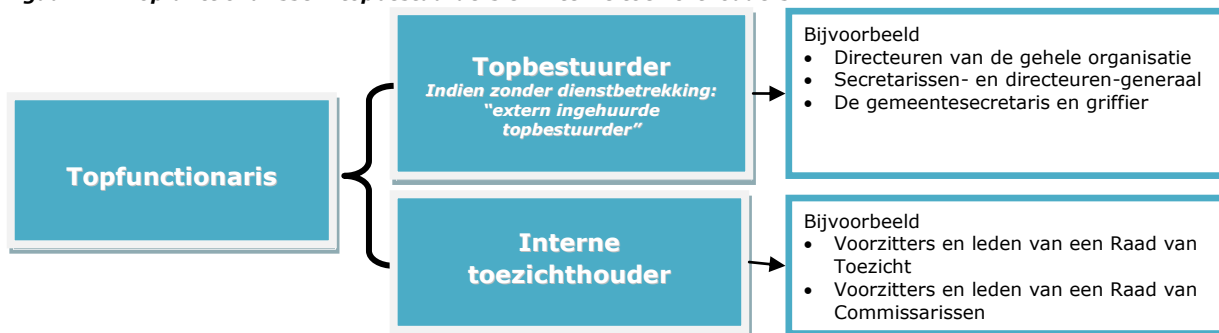 Topfunctionaris
Topbestuurder
Indien zonder dienstbetrekking:
"extern ingehuurde
topbestuurder"
Bijvoorbeeld
• Directeuren van de gehele organisatie
• Secretarissen- en directeuren-generaal
• De gemeentesecretaris en griffier
Interne
toezichthouder
Bijvoorbeeld
• Voorzitters en leden van een Raad van
Toezicht
• Voorzitters en leden van een Raad van
Commissarissen